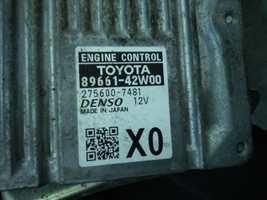 ENGINE CONTROL
TOYOTA
89661-42W00
275600-7481
DENSO 12V
MADE IN JAPAN
X0